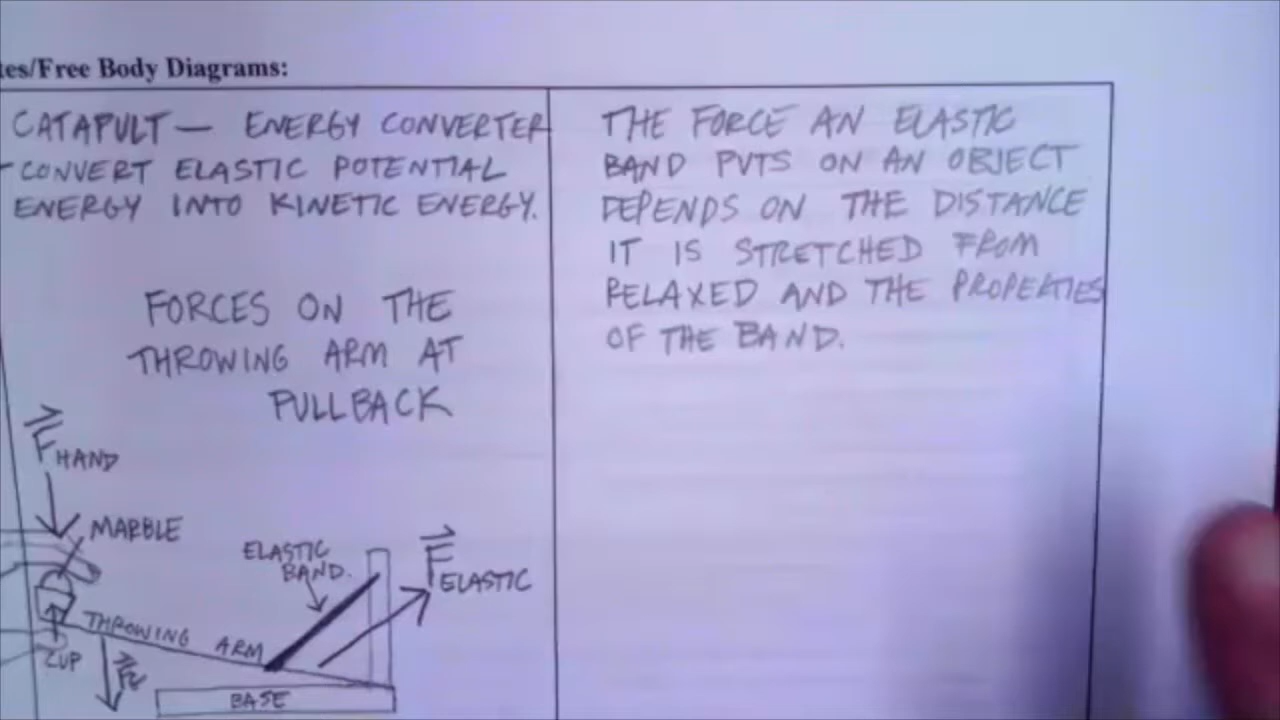 tes/Free Body Diagrams:
CATAPULT — ENERGY CONVERTER
- CONVERT ELASTIC POTENTIAL
ENERGY INTO KINETIC ENERGY.
FORCES ON THE
THROWING ARM AT
PULLBACK
F HAND
MARBLE
ELASTIC
BAND.
F ELASTIC
THROWING ARM
CUP
BASE
THE FORCE AN ELASTIC
BAND PUTS ON AN OBJECT
DEPENDS ON THE DISTANCE
IT IS STRETCHED FROM
RELAXED AND THE PROPERTIES
OF THE BAND.